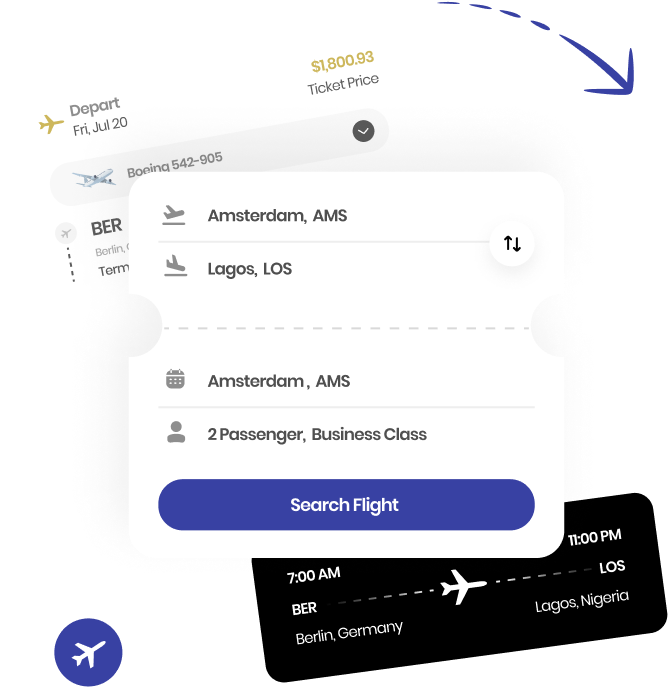 $1,800.93
Ticket Price
Depart
Fri, Jul 20
Boeing 542-905
BER
Berlin,
Amsterdam, AMS
Lagos, LOS
Amsterdam, AMS
2 Passenger, Business Class
Search Flight
7:00 AM
11:00 PM
BER
LOS
Berlin, Germany
Lagos, Nigeria